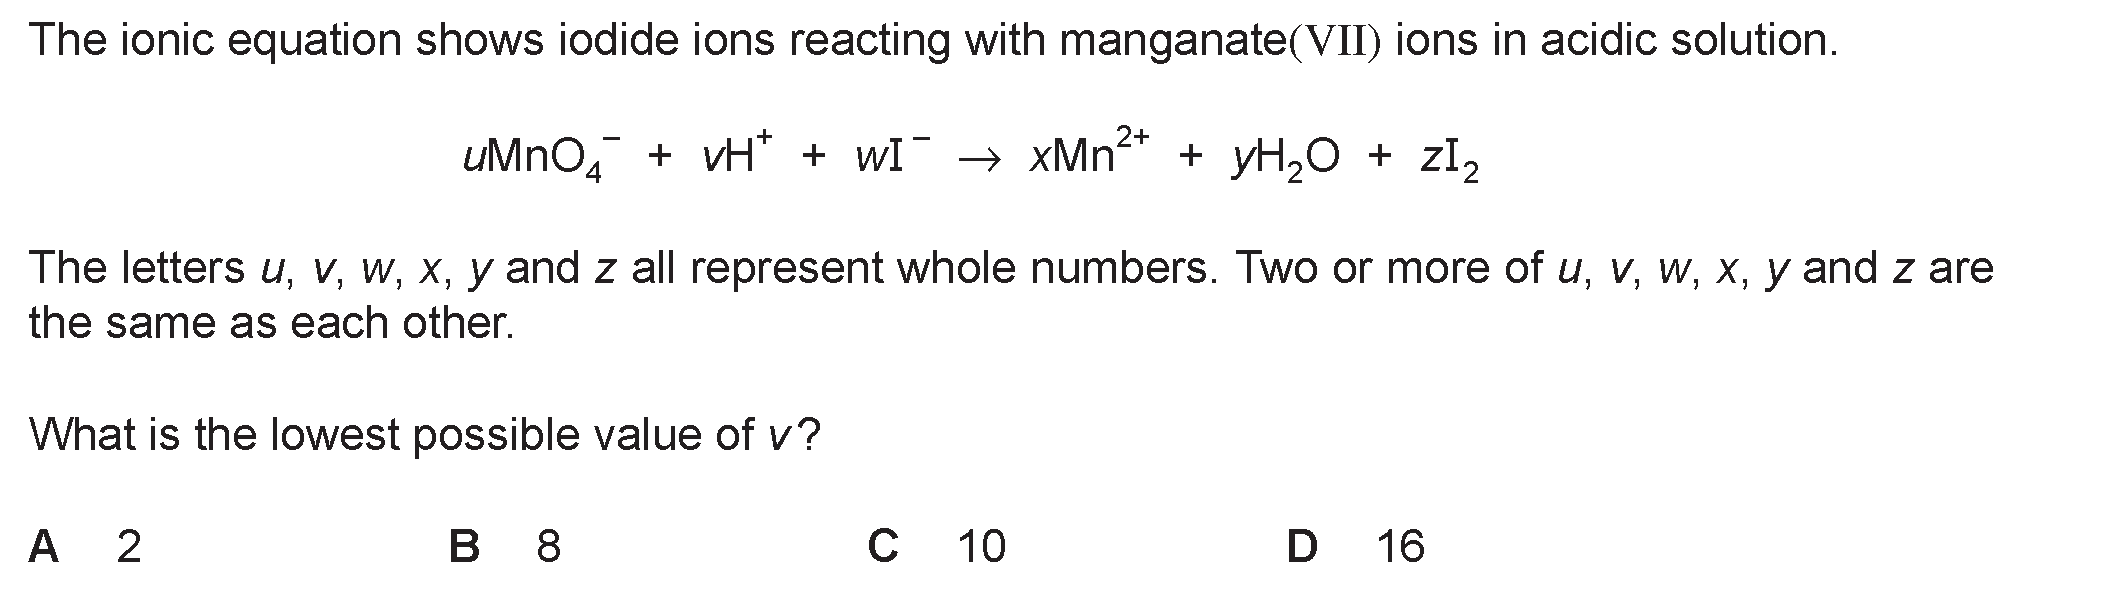 The ionic equation shows iodide ions reacting with manganate(VII) ions in acidic solution.
uMnO₄⁻ + vH⁺ + wI⁻ → xMn²⁺ + yH₂O + zI₂
The letters u, v, w, x, y and z all represent whole numbers. Two or more of u, v, w, x, y and z are
the same as each other.
What is the lowest possible value of v?
A 2 B 8 C 10 D 16